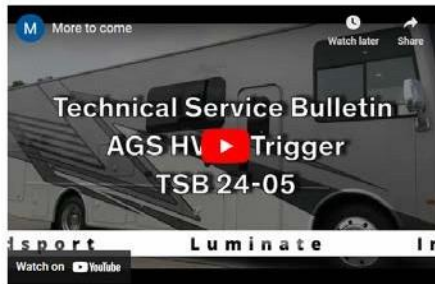 M More to come
Watch later Share
Technical Service Bulletin
AGS Trigger
TSB 24-05
dsport Luminate
Watch on YouTube